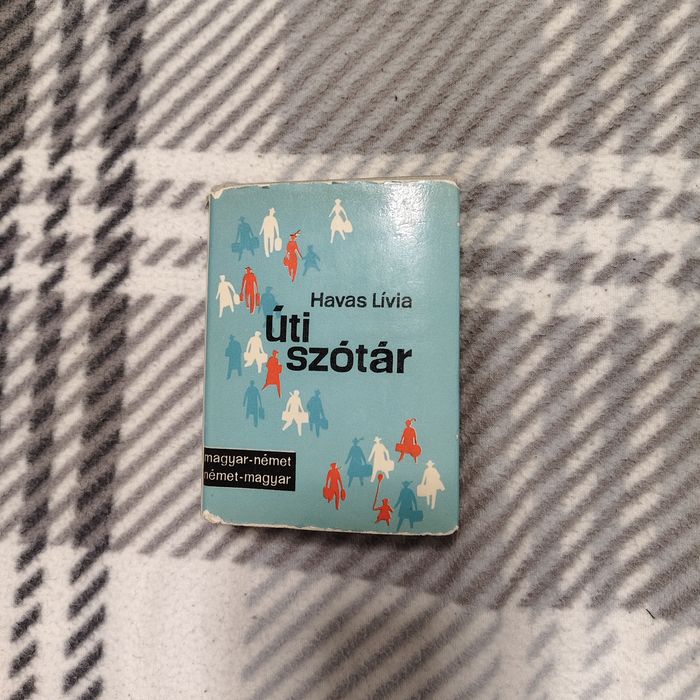 Havas Lívia
úti
szótár
magyar-német
német-magyar